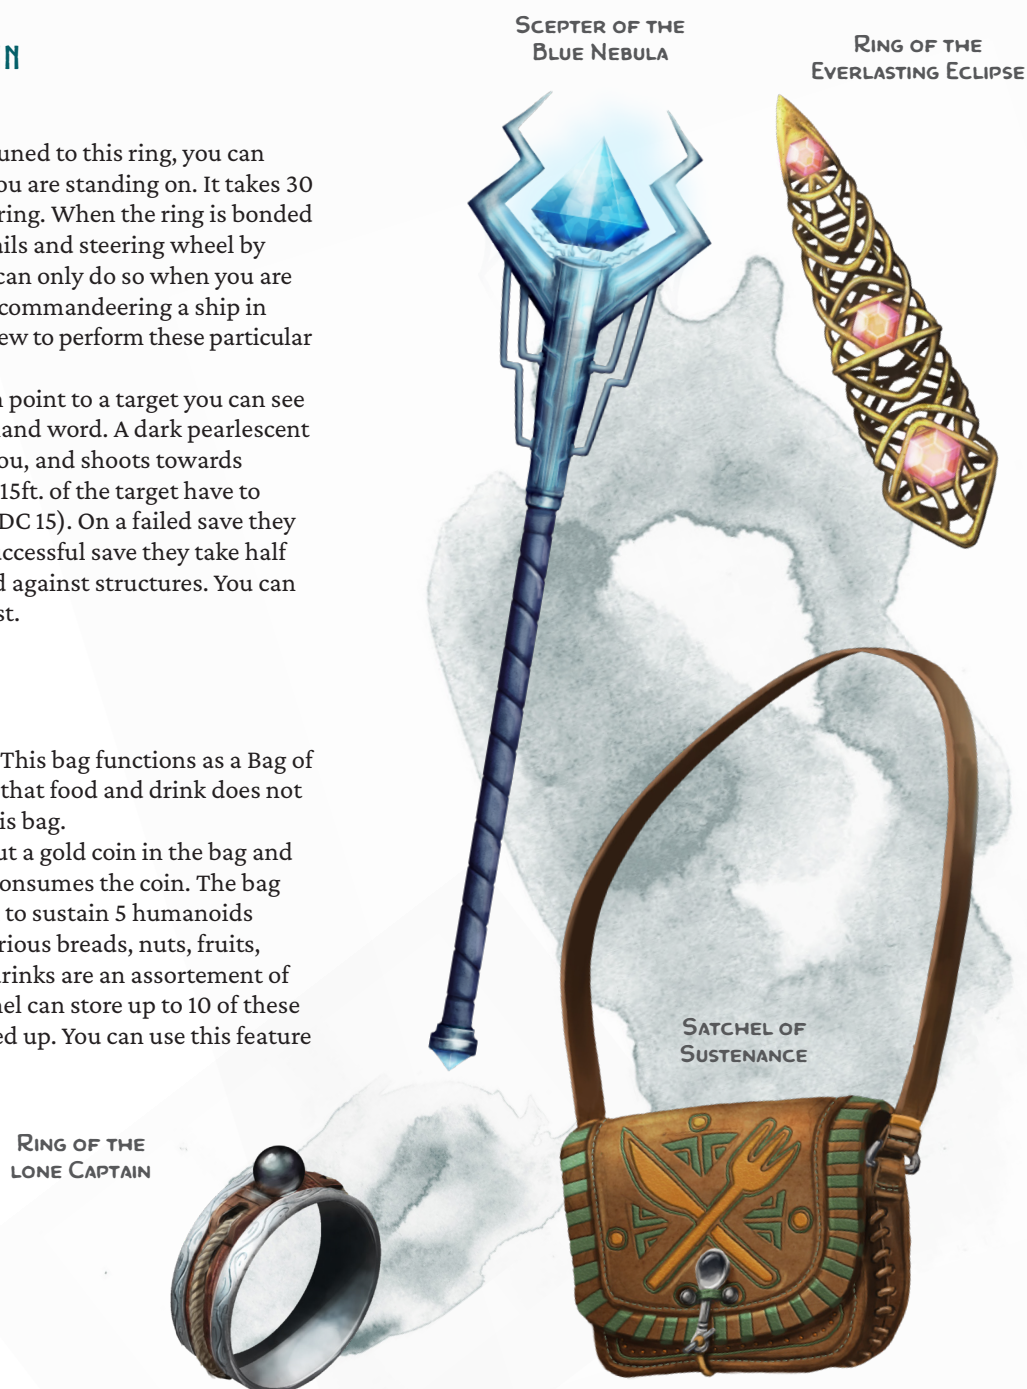 SCEPTER OF THE
BLUE NEBULA
RING OF THE
EVERLASTING ECLIPSE
N
uned to this ring, you can
ou are standing on. It takes 30
ring. When the ring is bonded
ails and steering wheel by
can only do so when you are
commandeering a ship in
ew to perform these particular
n point to a target you can see
and word. A dark pearlescent
ou, and shoots towards
15ft. of the target have to
DC 15). On a failed save they
uccessful save they take half
d against structures. You can
st.
This bag functions as a Bag of
that food and drink does not
is bag.
ut a gold coin in the bag and
onsumes the coin. The bag
to sustain 5 humanoids
rious breads, nuts, fruits,
drinks are an assortement of
hel can store up to 10 of these
ed up. You can use this feature
SATCHEL OF
SUSTENANCE
RING OF THE
LONE CAPTAIN